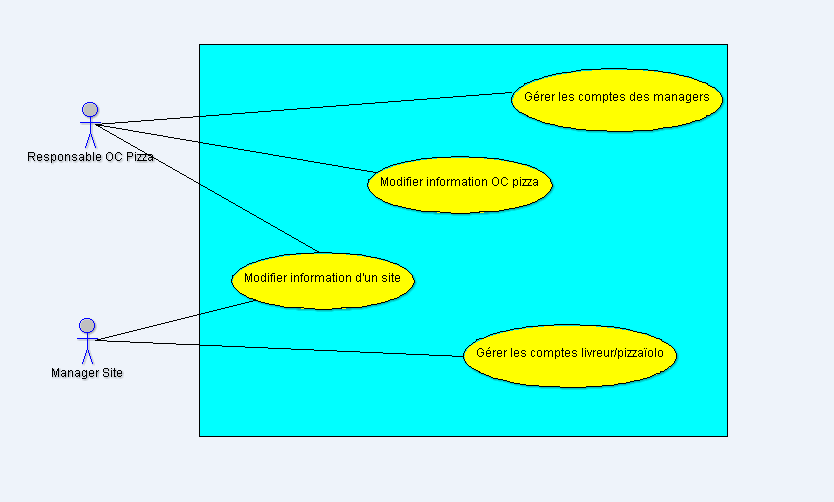 Gérer les comptes des managers
Responsable OC Pizza
Modifier information OC pizza
Modifier information d'un site
Gérer les comptes livreur/pizzaïolo
Manager Site